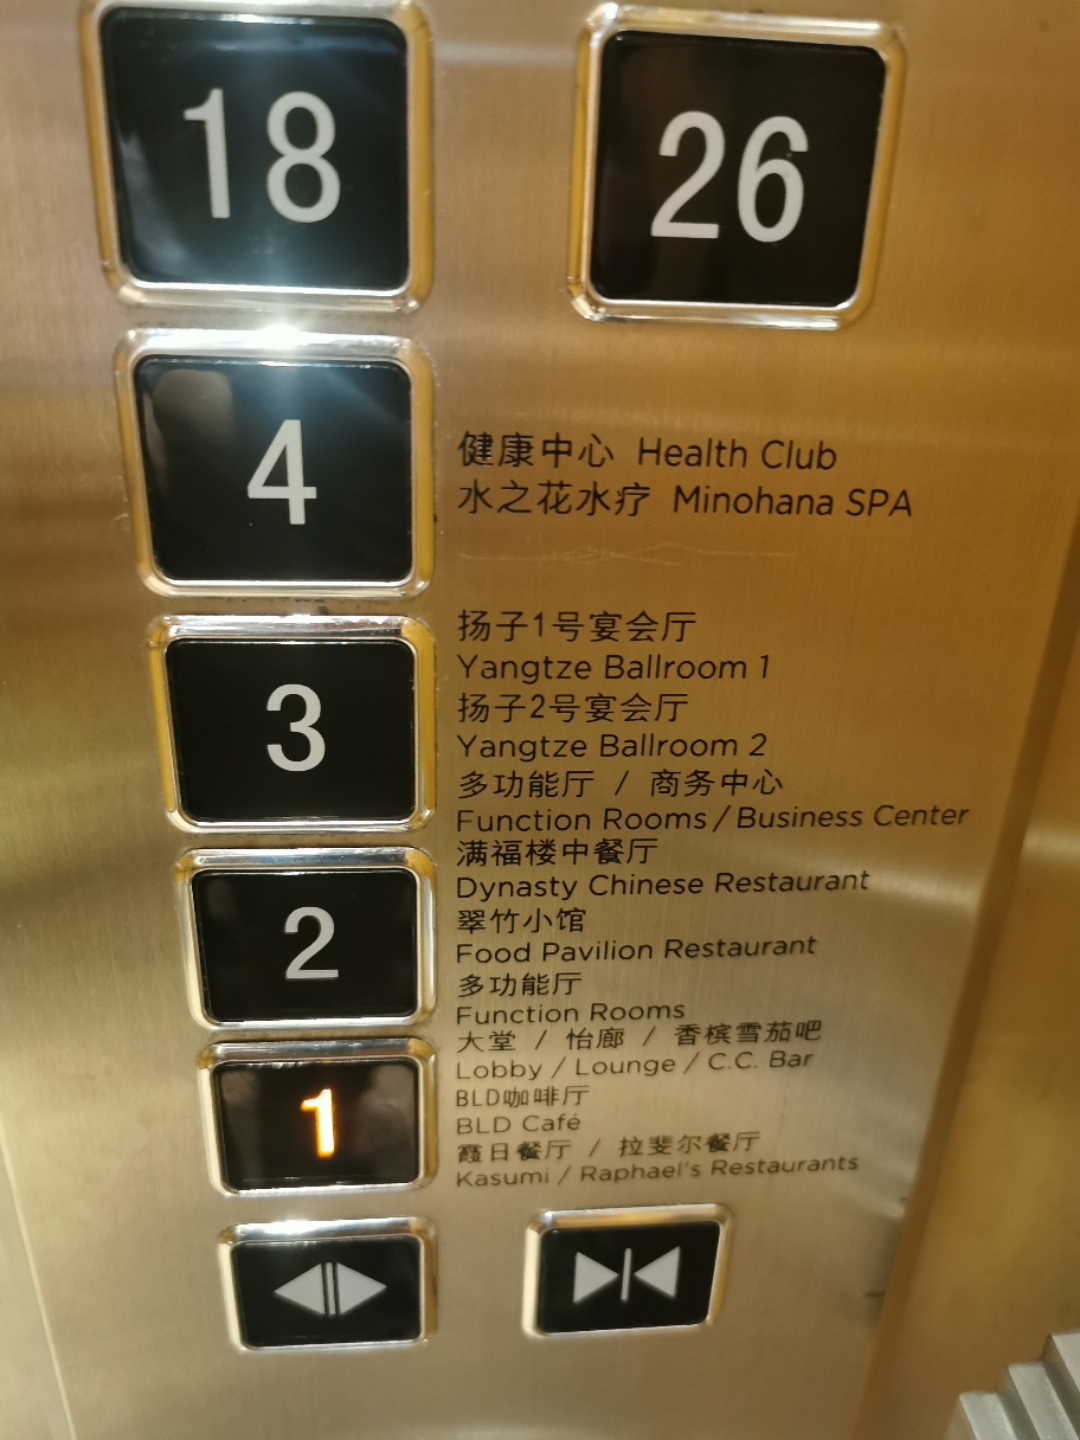 18
26
4
健康中心 Health Club
水之花水疗 Minohana SPA
3
扬子1号宴会厅
Yangtze Ballroom 1
扬子2号宴会厅
Yangtze Ballroom 2
多功能厅 / 商务中心
Function Rooms / Business Center
2
满福楼中餐厅
Dynasty Chinese Restaurant
翠竹小馆
Food Pavilion Restaurant
多功能厅
Function Rooms
1
大堂 / 怡廊 / 香槟雪茄吧
Lobby / Lounge / C.C. Bar
BLD咖啡厅
BLD Café
霞日餐厅 / 拉斐尔餐厅
Kasumi / Raphael's Restaurants